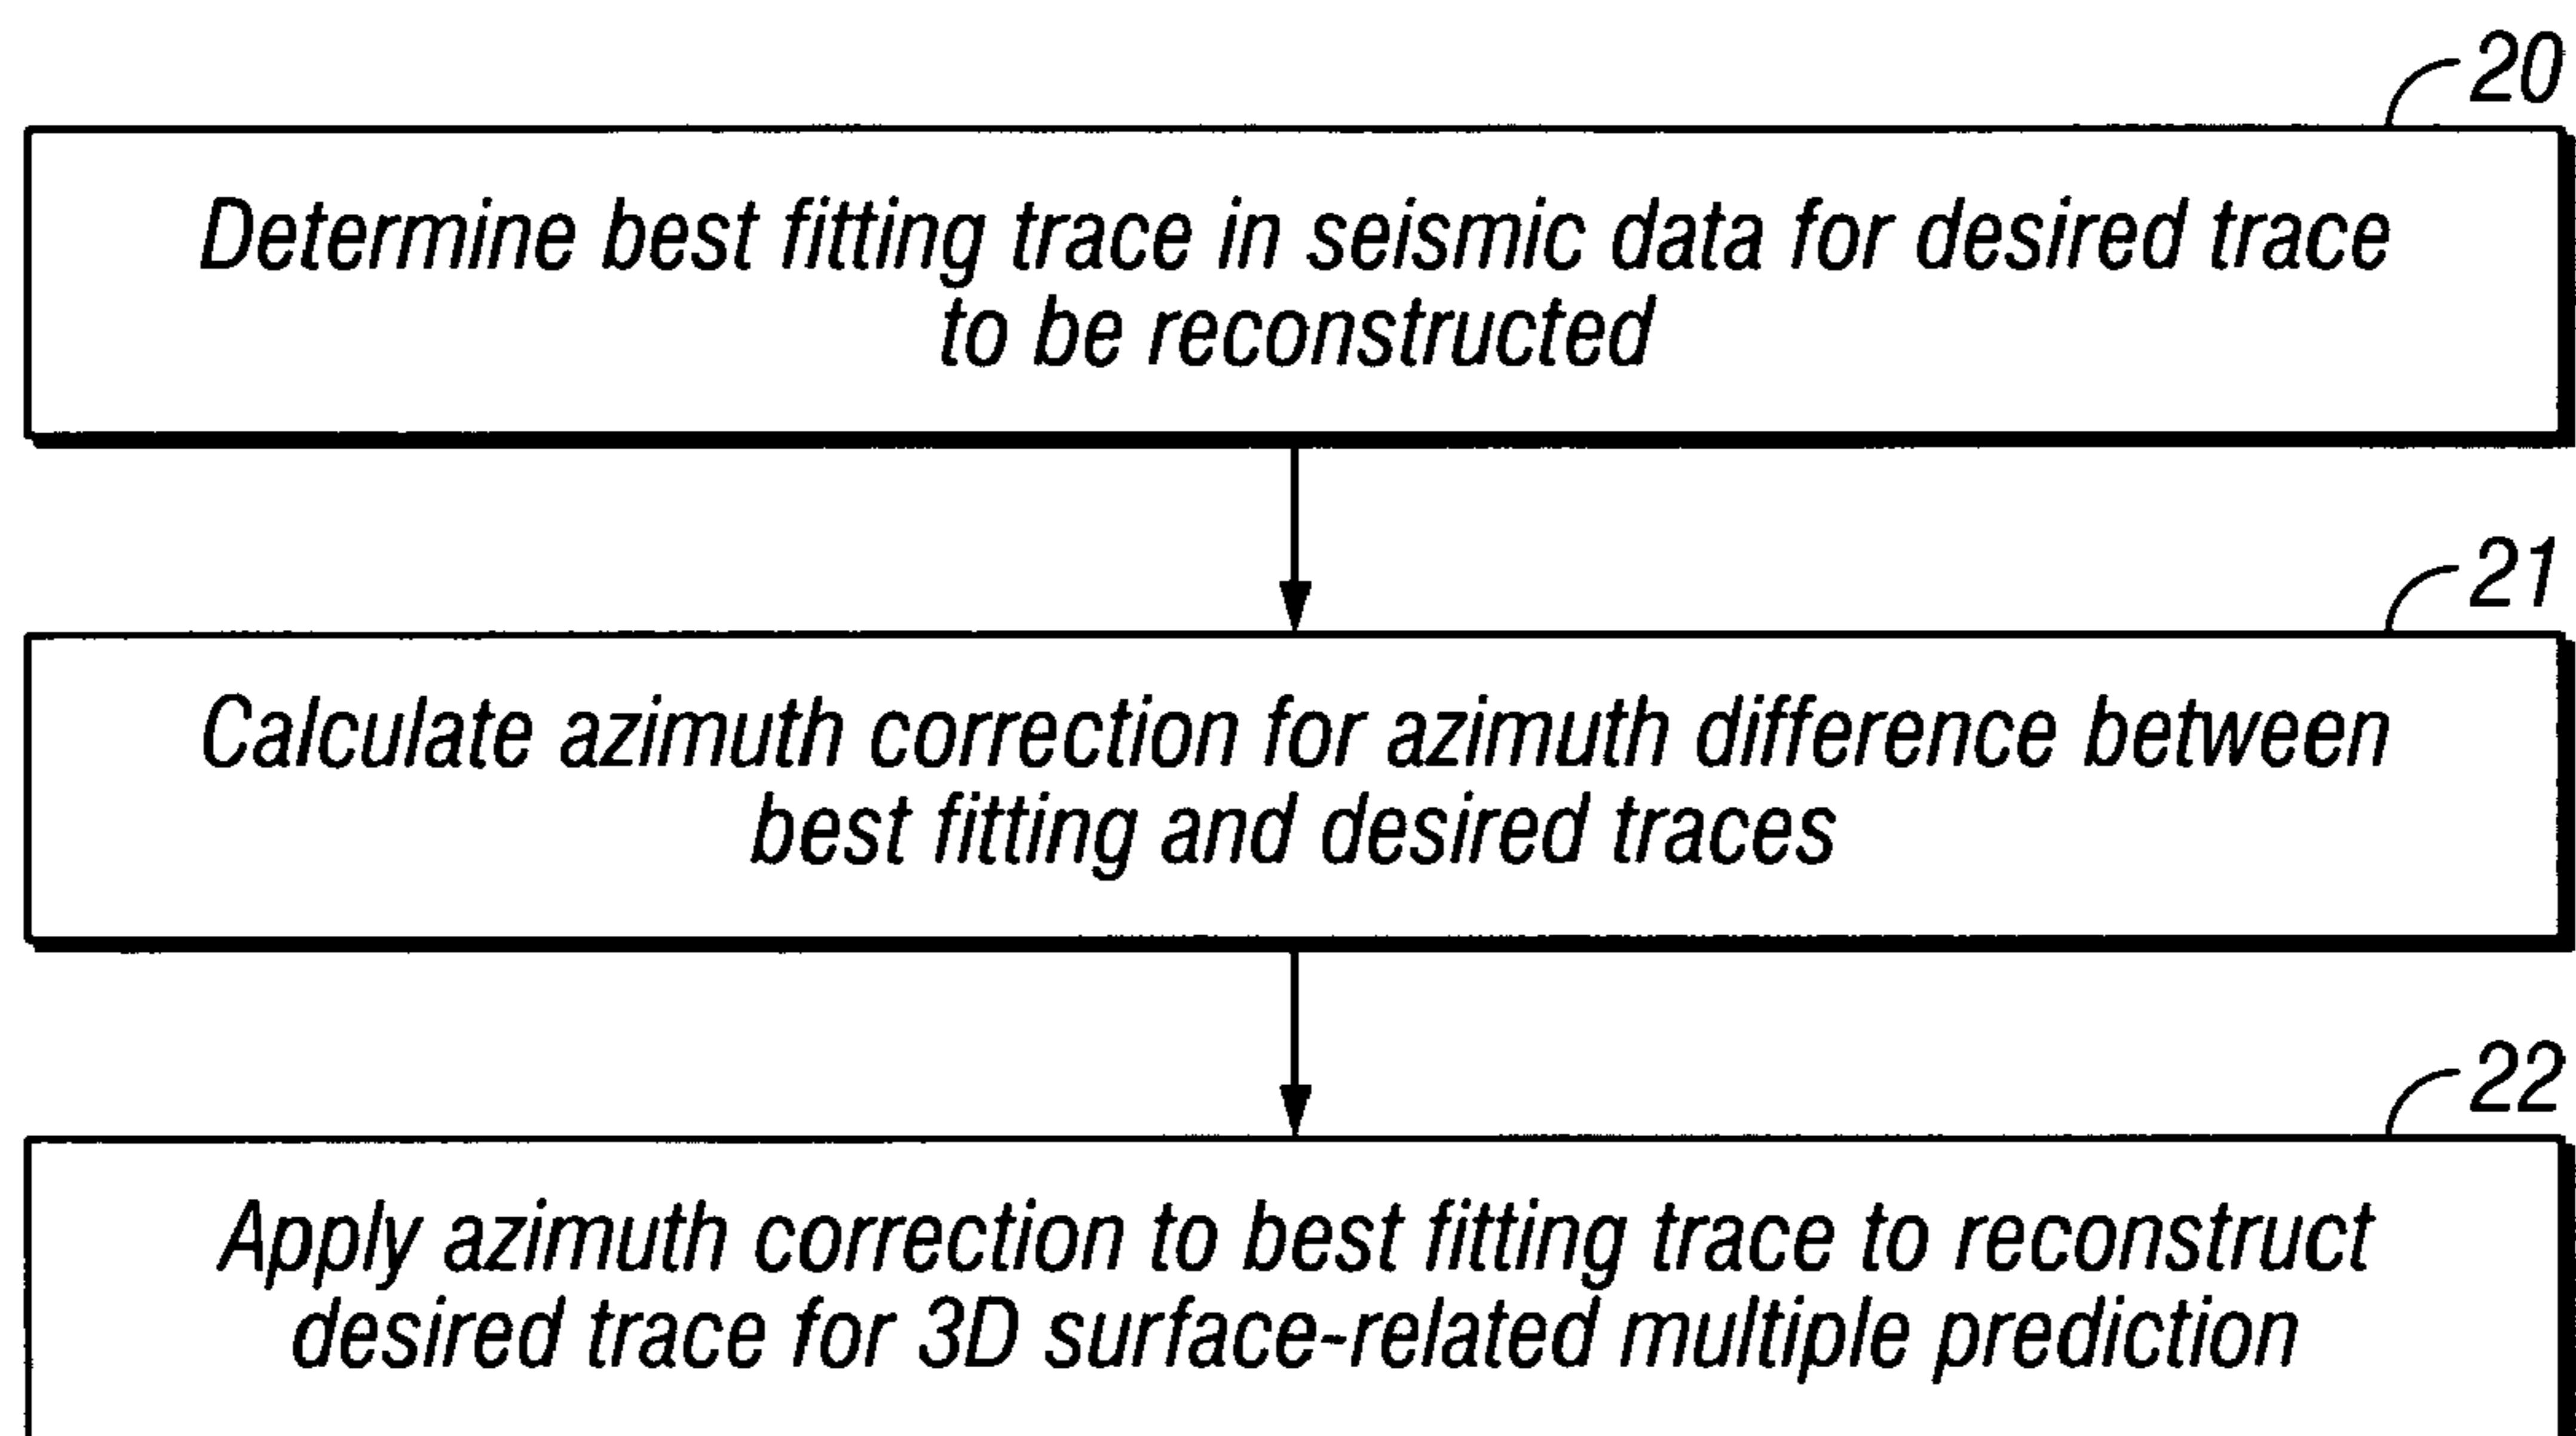 20
Determine best fitting trace in seismic data for desired trace
to be reconstructed
21
Calculate azimuth correction for azimuth difference between
best fitting and desired traces
22
Apply azimuth correction to best fitting trace to reconstruct
desired trace for 3D surface-related multiple prediction